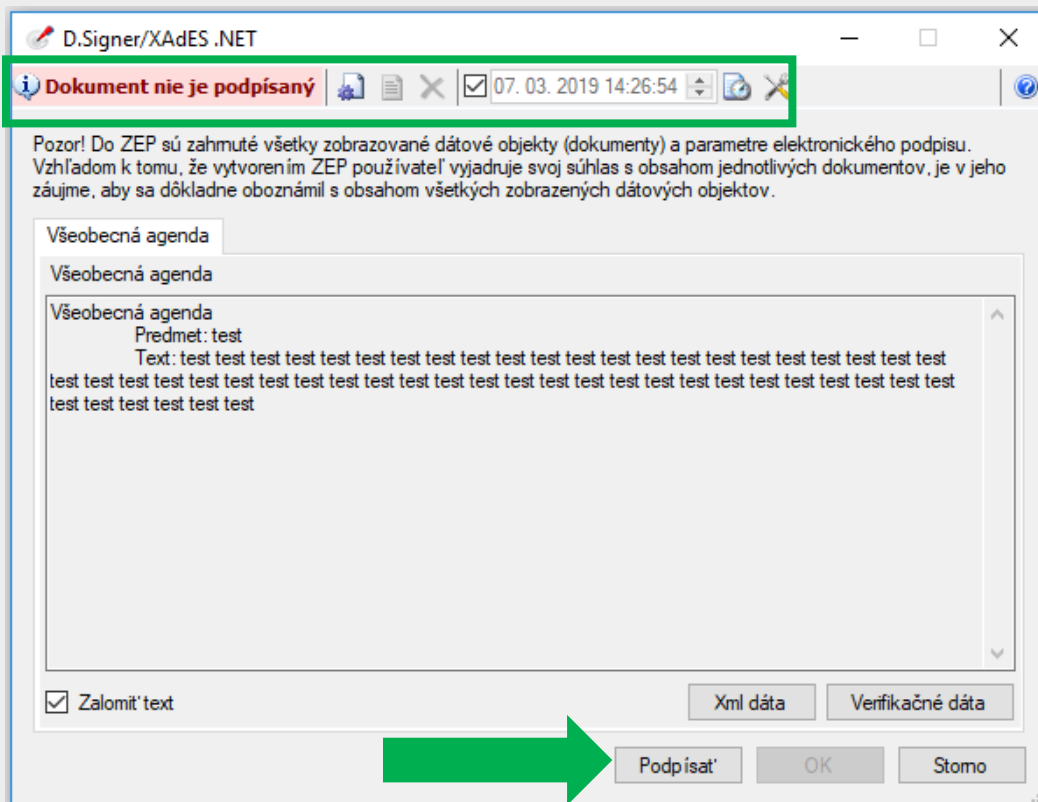 D.Signer/XAdES .NET
Dokument nie je podpísaný 07. 03. 2019 14:26:54
Pozor! Do ZEP sú zahrnuté všetky zobrazované dátové objekty (dokumenty) a parametre elektronického podpisu.
Vzhľadom k tomu, že vytvorením ZEP používateľ vyjadruje svoj súhlas s obsahom jednotlivých dokumentov, je v jeho
záujme, aby sa dôkladne oboznámil s obsahom všetkých zobrazených dátových objektov.
Všeobecná agenda
Všeobecná agenda
Všeobecná agenda
Predmet: test
Text: test test test test test test test test test test test test test test test test test test test test test test
test test test test test test test test test test test test test test test test test test test test test test test test test test
test test test test test test
Zalomiť text Xml dáta Verifikačné dáta
Podpísať OK Storno